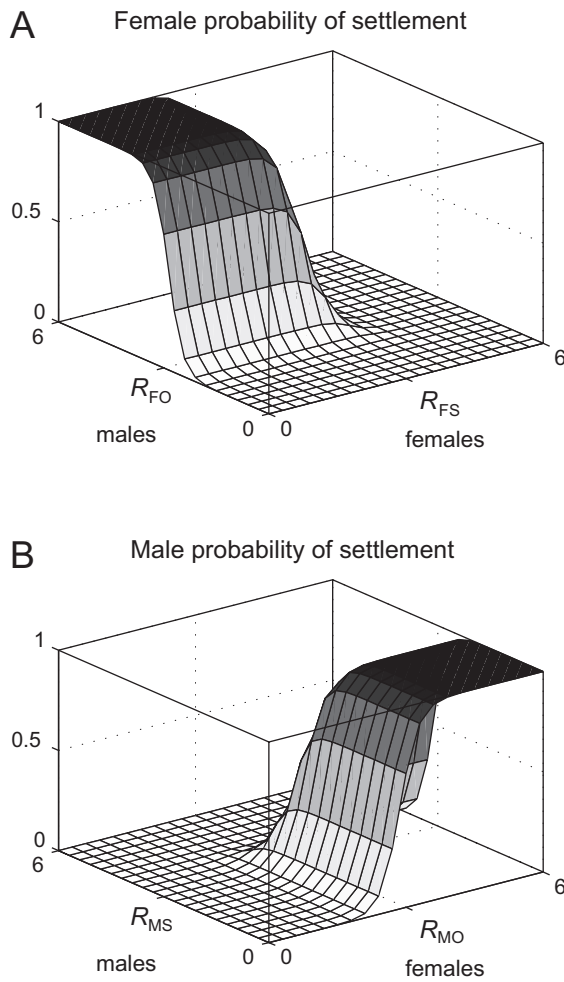 A Female probability of settlement
1
0.5
0
6
R_FO
males
0 0
R_FS
females
6
B Male probability of settlement
1
0.5
0
6
R_MS
males
0 0
R_MO
females
6